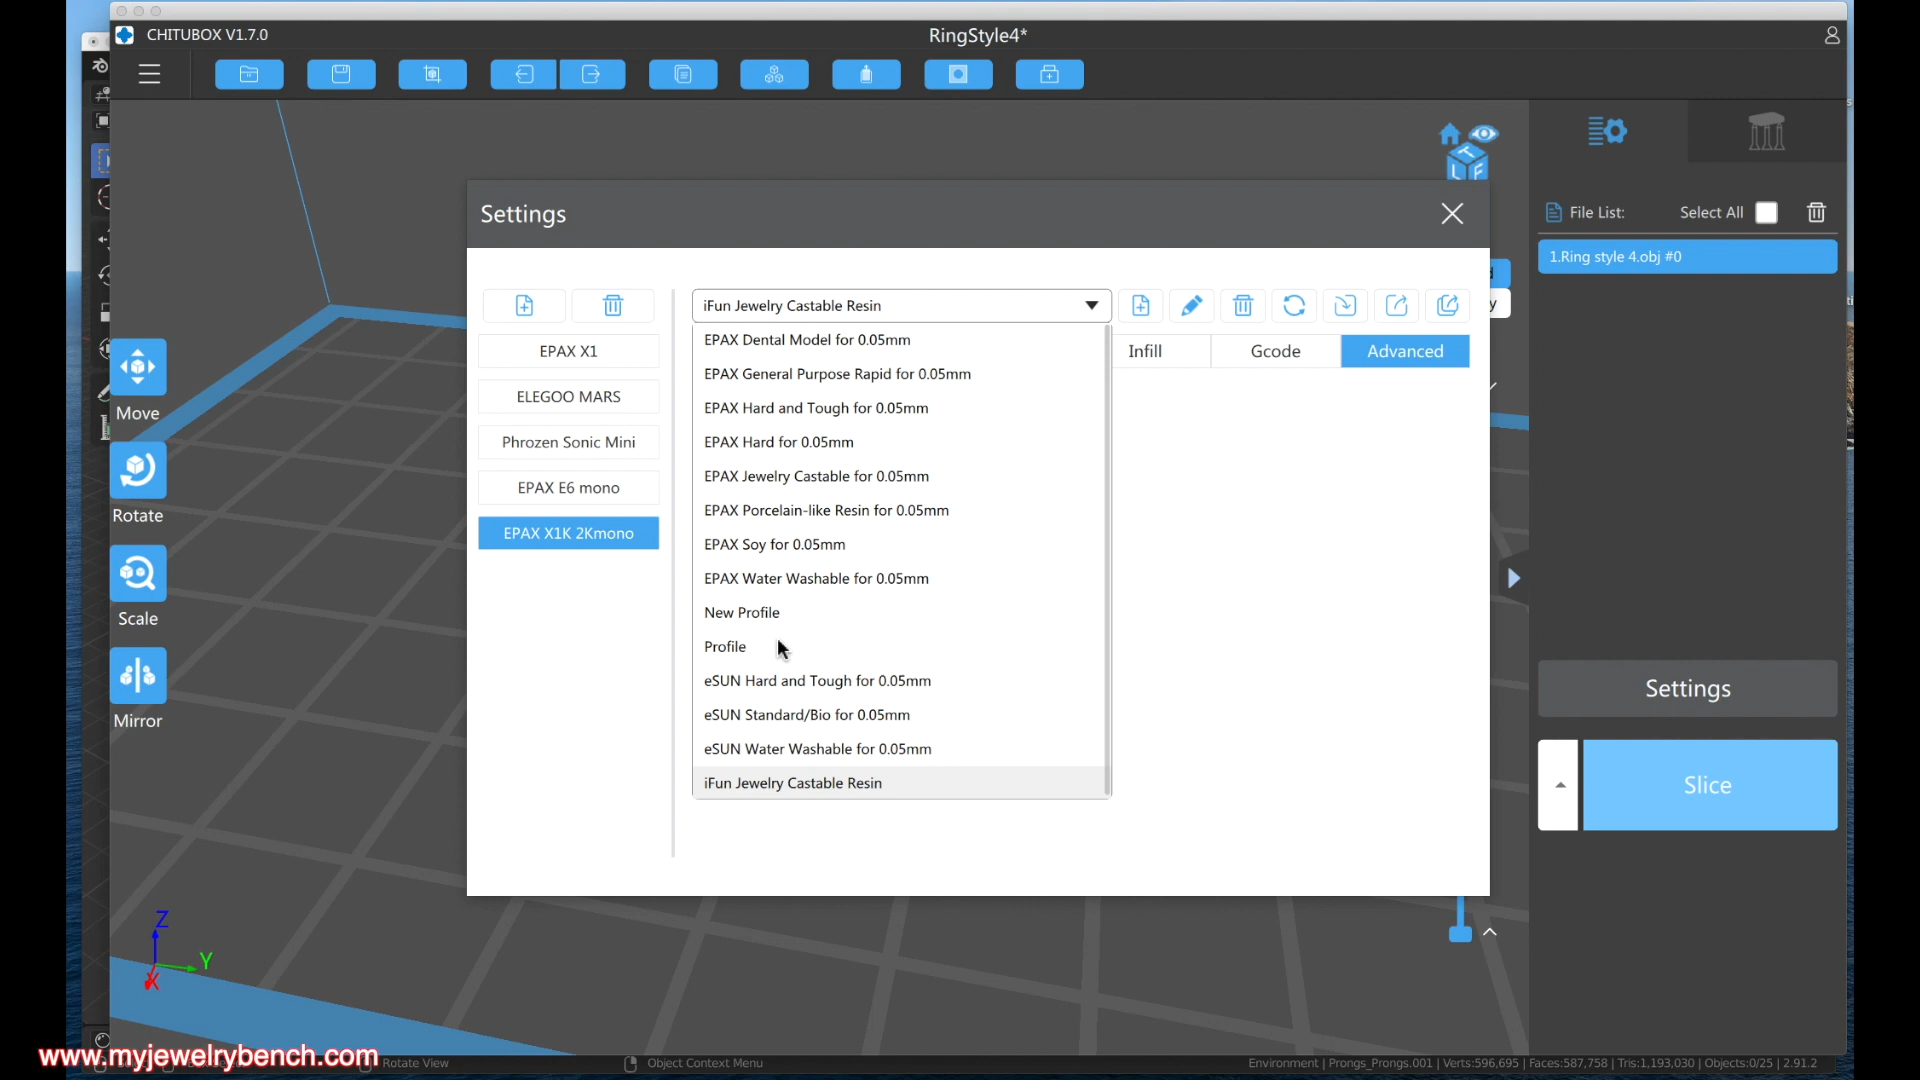 CHITUBOX V1.7.0
RingStyle4*
Settings
File List:
Select All
1.Ring style 4.obj #0
iFun Jewelry Castable Resin
EPAX X1
ELEGOO MARS
Phrozen Sonic Mini
EPAX E6 mono
EPAX X1K 2Kmono
EPAX Dental Model for 0.05mm
EPAX General Purpose Rapid for 0.05mm
EPAX Hard and Tough for 0.05mm
EPAX Hard for 0.05mm
EPAX Jewelry Castable for 0.05mm
EPAX Porcelain-like Resin for 0.05mm
EPAX Soy for 0.05mm
EPAX Water Washable for 0.05mm
New Profile
Profile
eSUN Hard and Tough for 0.05mm
eSUN Standard/Bio for 0.05mm
eSUN Water Washable for 0.05mm
iFun Jewelry Castable Resin
Infill
Gcode
Advanced
Move
Rotate
Scale
Mirror
Settings
Slice
T
L F
Z
Y
X
www.myjewelrybench.com
Rotate View
Object Context Menu
Environment | Prongs_Prongs.001 | Verts:596,695 | Faces:587,758 | Tris:1,193,030 | Objects:0/25 | 2.91.2